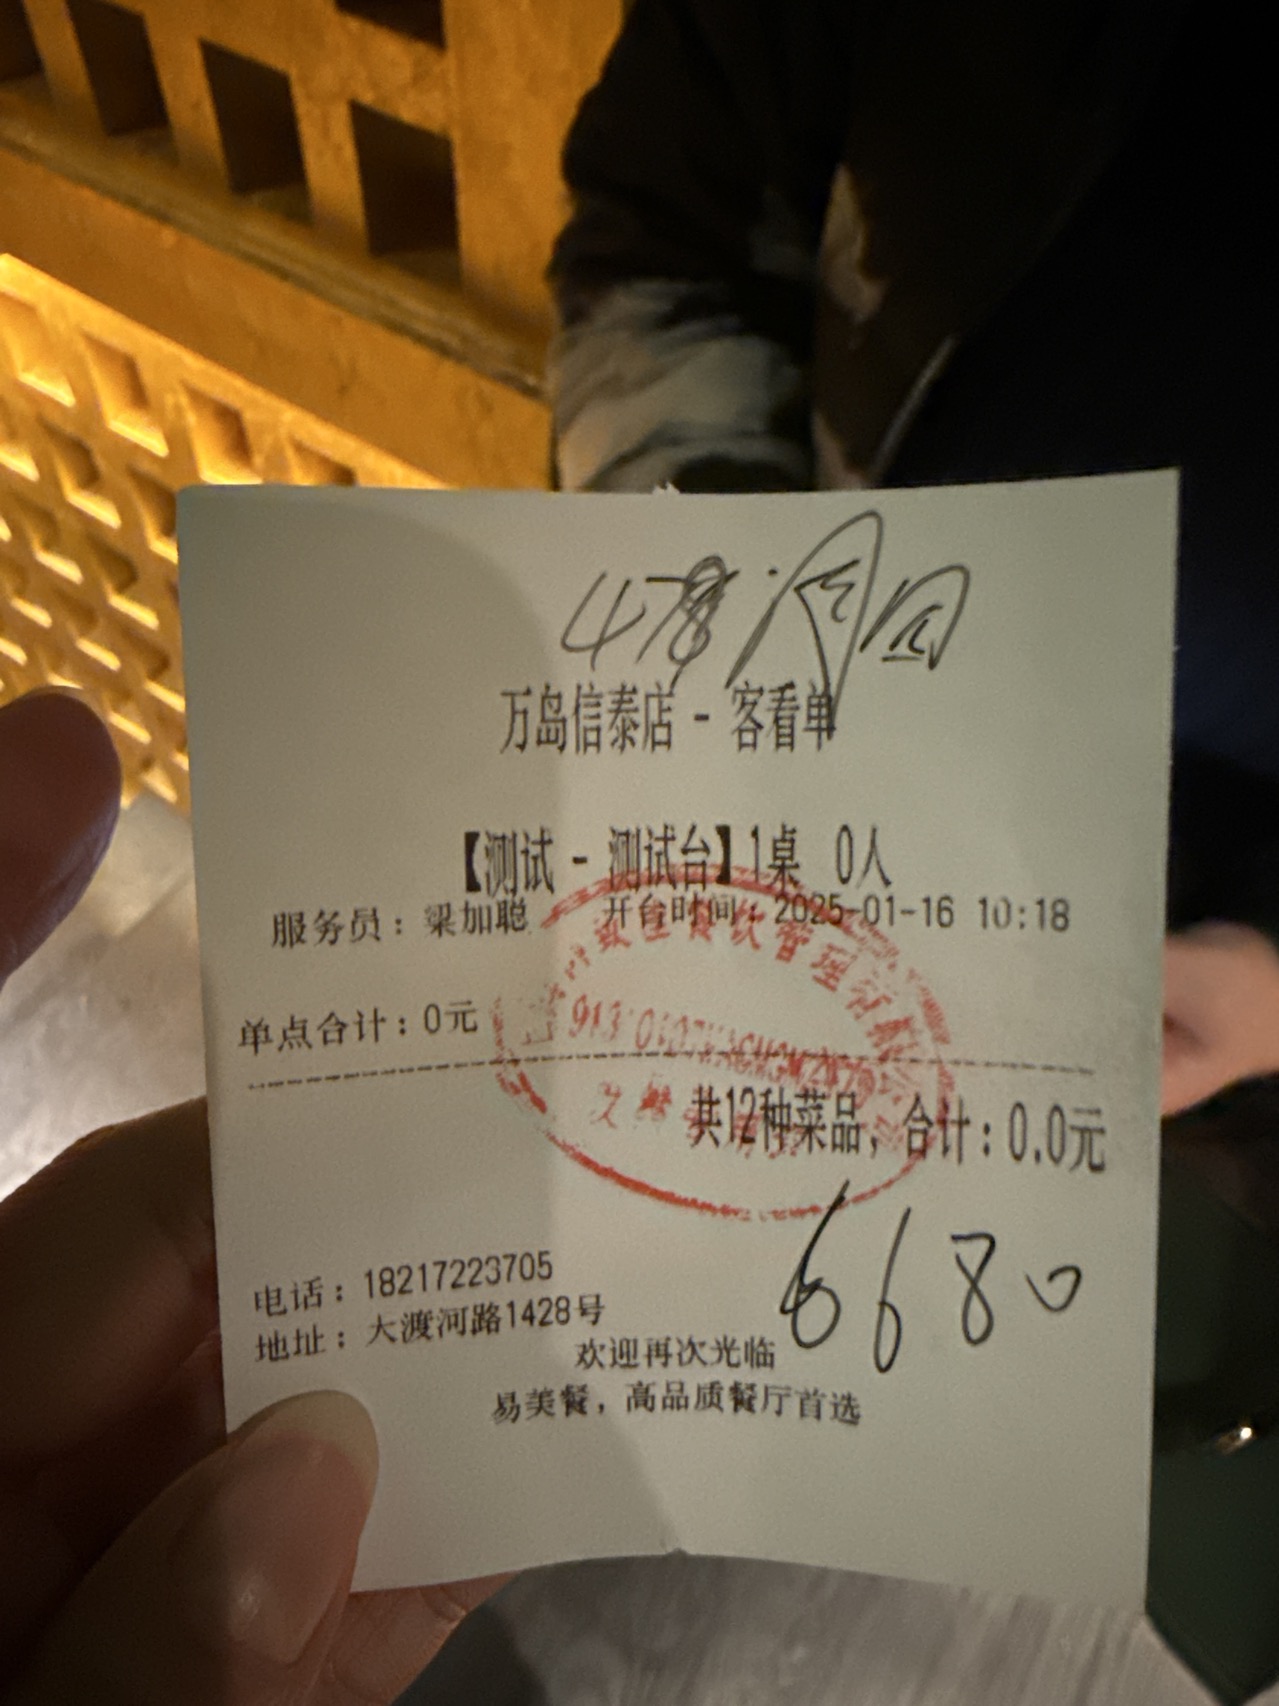 万岛信泰店 - 客看单
【测试 - 测试台】1桌 0人
服务员：梁加聪 开台时间：2025-01-16 10:18
单点合计：0元
共12种菜品，合计：0.0元
6680
电话：18217223705
地址：大渡河路1428号
欢迎再次光临
易美餐，高品质餐厅首选